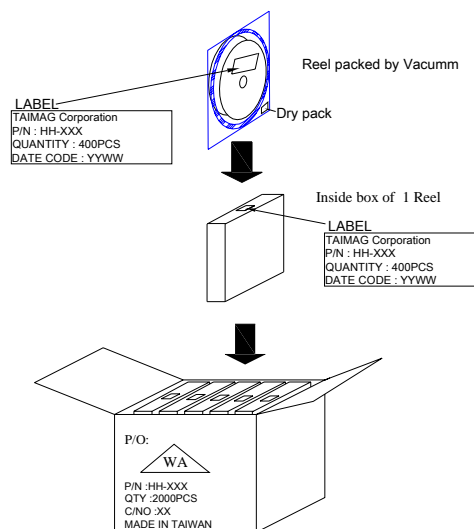 Reel packed by Vacumm
LABEL
TAIMAG Corporation
P/N : HH-XXX
QUANTITY : 400PCS
DATE CODE : YYWW
Dry pack
Inside box of 1 Reel
LABEL
TAIMAG Corporation
P/N : HH-XXX
QUANTITY : 400PCS
DATE CODE : YYWW
P/O:
WA
P/N :HH-XXX
QTY :2000PCS
C/NO :XX
MADE IN TAIWAN